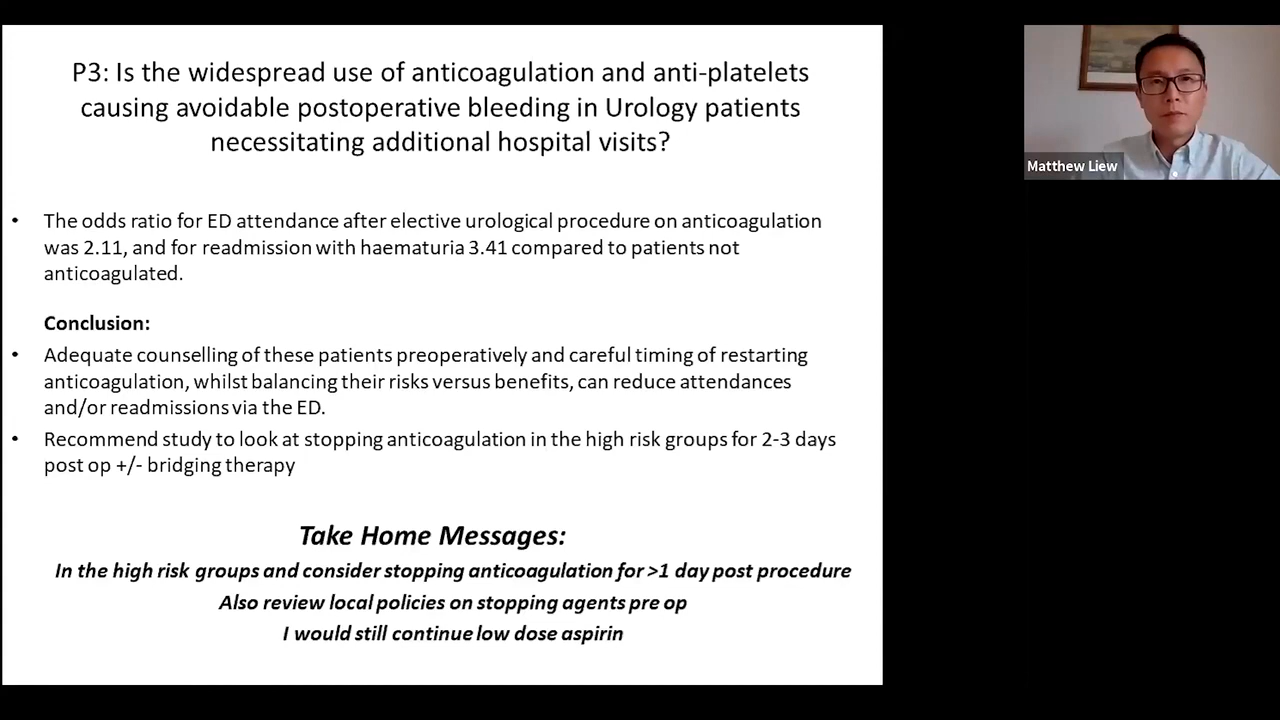 P3: Is the widespread use of anticoagulation and anti-platelets
causing avoidable postoperative bleeding in Urology patients
necessitating additional hospital visits?
• The odds ratio for ED attendance after elective urological procedure on anticoagulation
was 2.11, and for readmission with haematuria 3.41 compared to patients not
anticoagulated.
Conclusion:
• Adequate counselling of these patients preoperatively and careful timing of restarting
anticoagulation, whilst balancing their risks versus benefits, can reduce attendances
and/or readmissions via the ED.
• Recommend study to look at stopping anticoagulation in the high risk groups for 2-3 days
post op +/- bridging therapy
Take Home Messages:
In the high risk groups and consider stopping anticoagulation for >1 day post procedure
Also review local policies on stopping agents pre op
I would still continue low dose aspirin
Matthew Liew